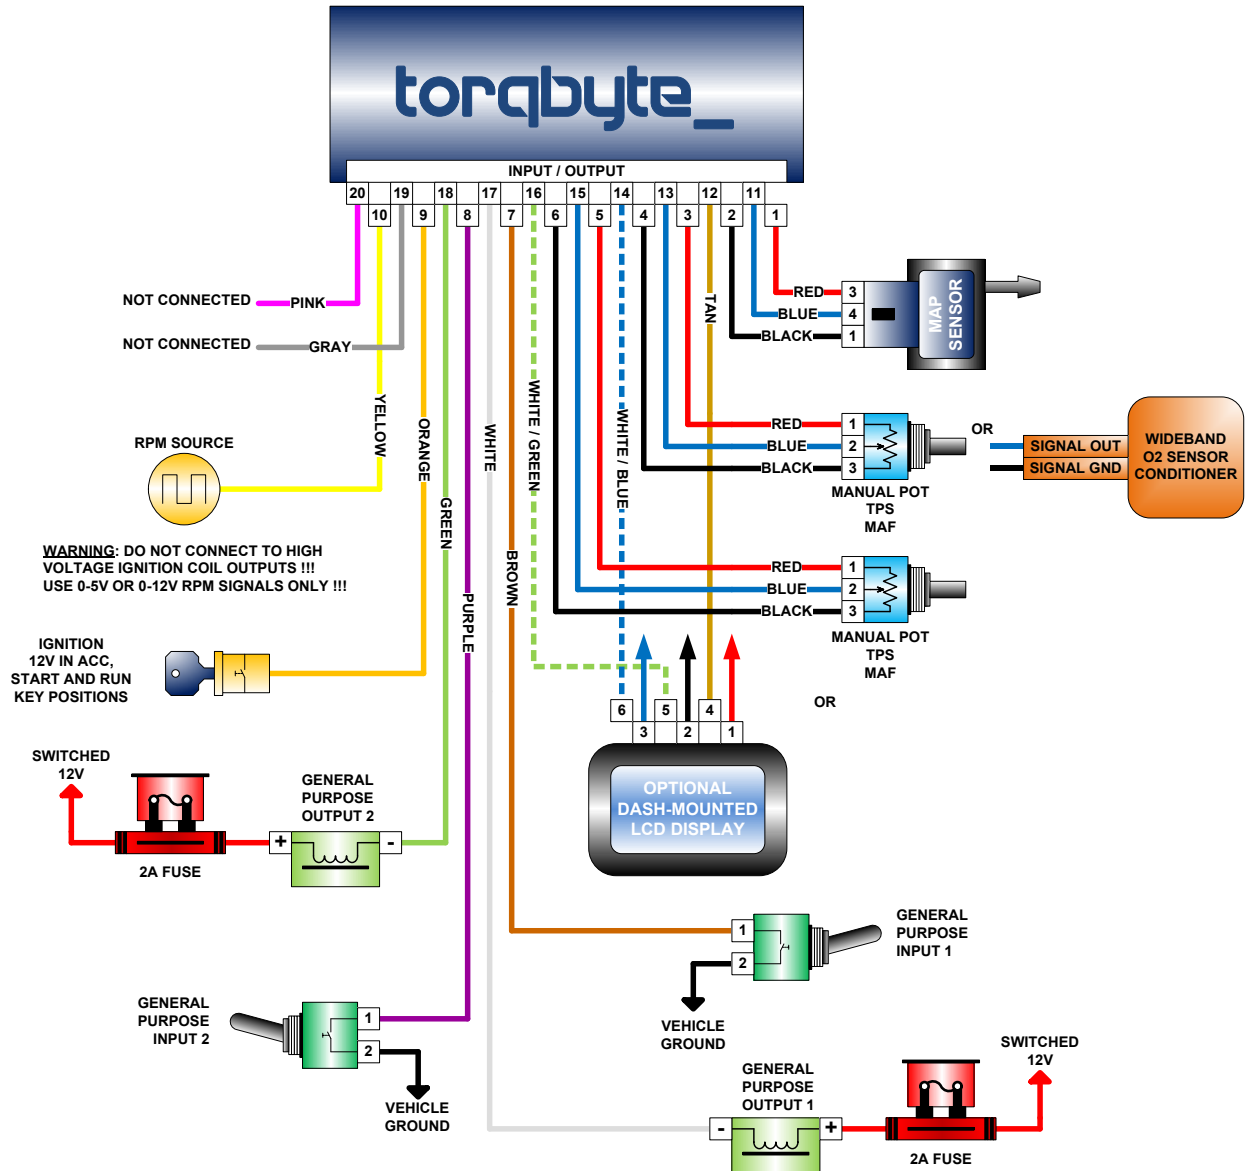 torqbyte_
INPUT / OUTPUT
20 19 18 17 16 15 14 13 12 11
10 9 8 7 6 5 4 3 2 1
NOT CONNECTED
PINK
NOT CONNECTED
GRAY
YELLOW
ORANGE
GREEN
PURPLE
WHITE
BROWN
WHITE / GREEN
WHITE / BLUE
TAN
RED 3
BLUE 4
BLACK 1
MAP
SENSOR
RED 1
BLUE 2
BLACK 3
MANUAL POT
TPS
MAF
OR
SIGNAL OUT
SIGNAL GND
WIDEBAND
O2 SENSOR
CONDITIONER
RPM SOURCE
WARNING: DO NOT CONNECT TO HIGH
VOLTAGE IGNITION COIL OUTPUTS !!!
USE 0-5V OR 0-12V RPM SIGNALS ONLY !!!
RED 1
BLUE 2
BLACK 3
MANUAL POT
TPS
MAF
OR
IGNITION
12V IN ACC,
START AND RUN
KEY POSITIONS
6 5 4
3 2 1
OPTIONAL
DASH-MOUNTED
LCD DISPLAY
SWITCHED
12V
2A FUSE
GENERAL
PURPOSE
OUTPUT 2
+ -
1
2
GENERAL
PURPOSE
INPUT 1
VEHICLE
GROUND
GENERAL
PURPOSE
INPUT 2
1
2
VEHICLE
GROUND
GENERAL
PURPOSE
OUTPUT 1
- +
SWITCHED
12V
2A FUSE